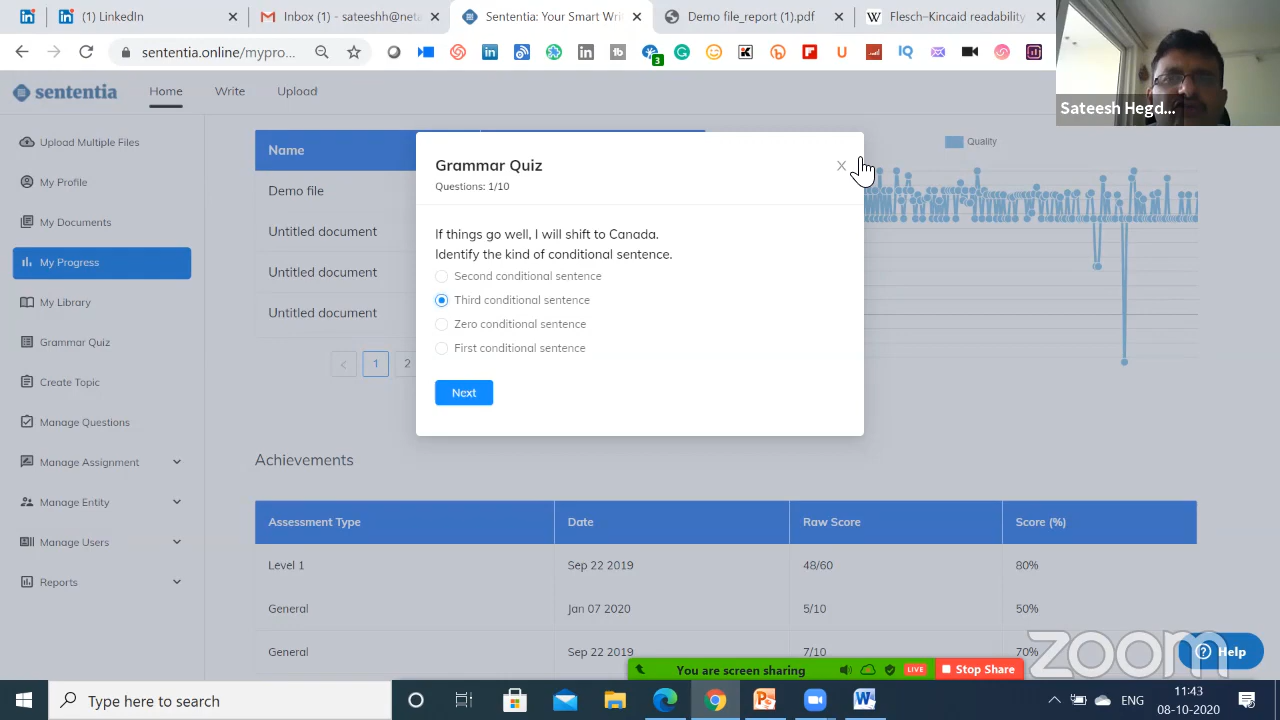 (1) LinkedIn
Inbox (1) - sateeshh@neta
Sententia: Your Smart Writ
Demo file_report (1).pdf
Flesch–Kincaid readability
sententia.online/mypro...
3
Sateesh Hegd...
sententia
Home
Write
Upload
Upload Multiple Files
My Profile
My Documents
My Progress
My Library
Grammar Quiz
Create Topic
Manage Questions
Manage Assignment
Manage Entity
Manage Users
Reports
Name
Demo file
Untitled document
Untitled document
Untitled document
< 1 2
Quality
Grammar Quiz
Questions: 1/10
If things go well, I will shift to Canada.
Identify the kind of conditional sentence.
Second conditional sentence
Third conditional sentence
Zero conditional sentence
First conditional sentence
Next
Achievements
Assessment Type Date Raw Score Score (%)
Level 1 Sep 22 2019 48/60 80%
General Jan 07 2020 5/10 50%
General Sep 22 2019 7/10 70%
zoom
Help
You are screen sharing
LIVE
Stop Share
Type here to search
ENG
11:43
08-10-2020